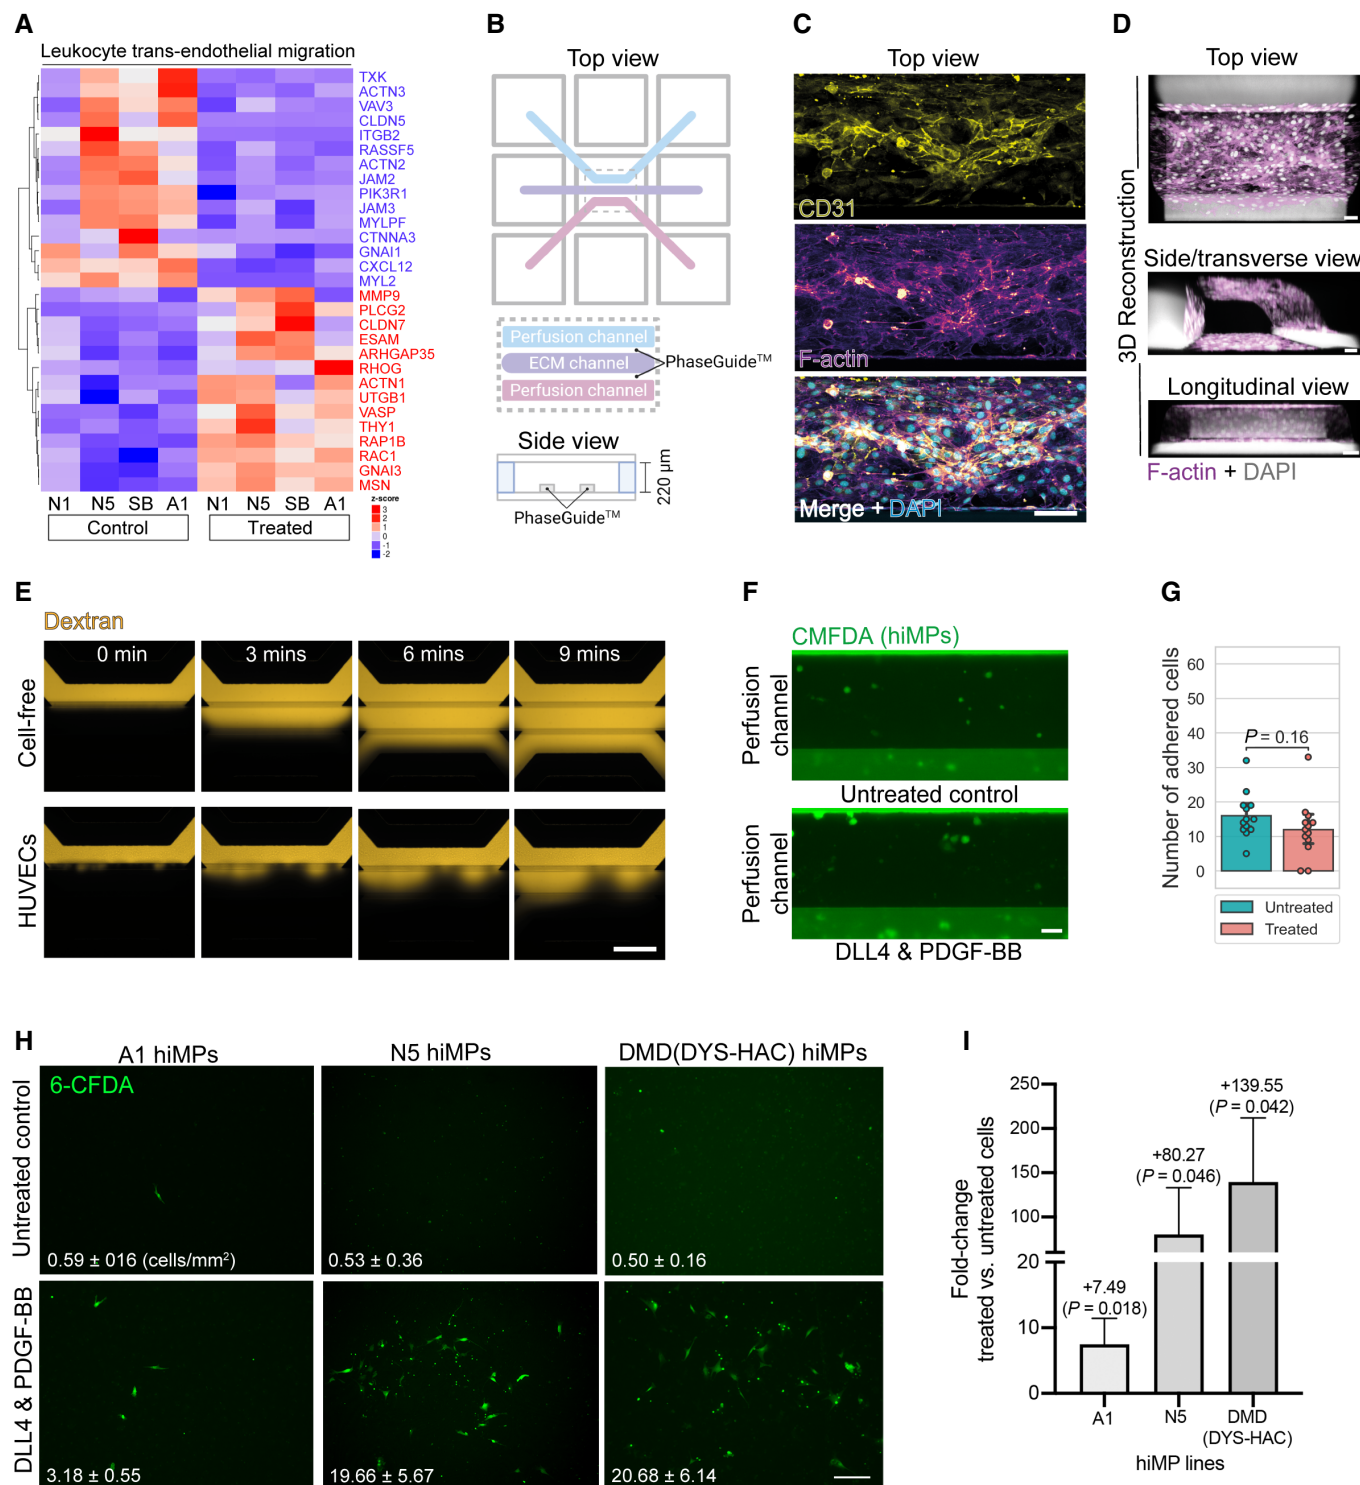 A
Leukocyte trans-endothelial migration
TXK
ACTN3
VAV3
CLDN5
ITGB2
RASSF5
ACTN2
JAM2
PIK3R1
JAM3
MYLPF
CTNNA3
GNAI1
CXCL12
MYL2
MMP9
PLCG2
CLDN7
ESAM
ARHGAP35
RHOG
ACTN1
UTGB1
VASP
THY1
RAP1B
RAC1
GNAI3
MSN
N1 N5 SB A1 N1 N5 SB A1
Control Treated
z-score
3
2
1
0
-1
-2
B
Top view
Perfusion channel
ECM channel
Perfusion channel
PhaseGuide™
Side view
220 µm
PhaseGuide™
C
Top view
CD31
F-actin
Merge + DAPI
D
Top view
3D Reconstruction
Side/transverse view
Longitudinal view
F-actin + DAPI
E
Dextran
0 min 3 mins 6 mins 9 mins
Cell-free
HUVECs
F
CMFDA (hiMPs)
Perfusion channel
Untreated control
Perfusion channel
DLL4 & PDGF-BB
G
Number of adhered cells
60
50
40
30
20
10
0
P = 0.16
Untreated
Treated
H
A1 hiMPs N5 hiMPs DMD(DYS-HAC) hiMPs
Untreated control
6-CFDA
0.59 ± 016 (cells/mm²) 0.53 ± 0.36 0.50 ± 0.16
DLL4 & PDGF-BB
3.18 ± 0.55 19.66 ± 5.67 20.68 ± 6.14
I
Fold-change
treated vs. untreated cells
250
200
150
100
20
10
0
+7.49
(P = 0.018)
+80.27
(P = 0.046)
+139.55
(P = 0.042)
A1 N5 DMD
(DYS-HAC)
hiMP lines